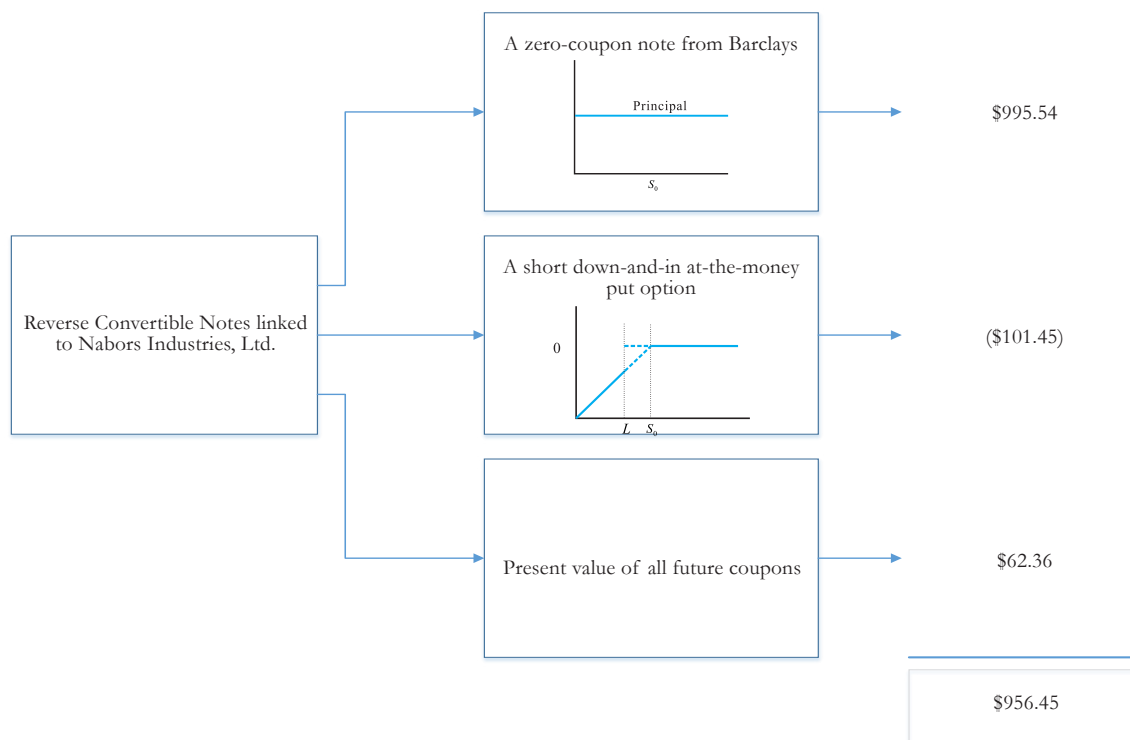 A zero-coupon note from Barclays
Principal
S₀
$995.54
Reverse Convertible Notes linked
to Nabors Industries, Ltd.
A short down-and-in at-the-money
put option
0
L S₀
($101.45)
Present value of all future coupons
$62.36
$956.45